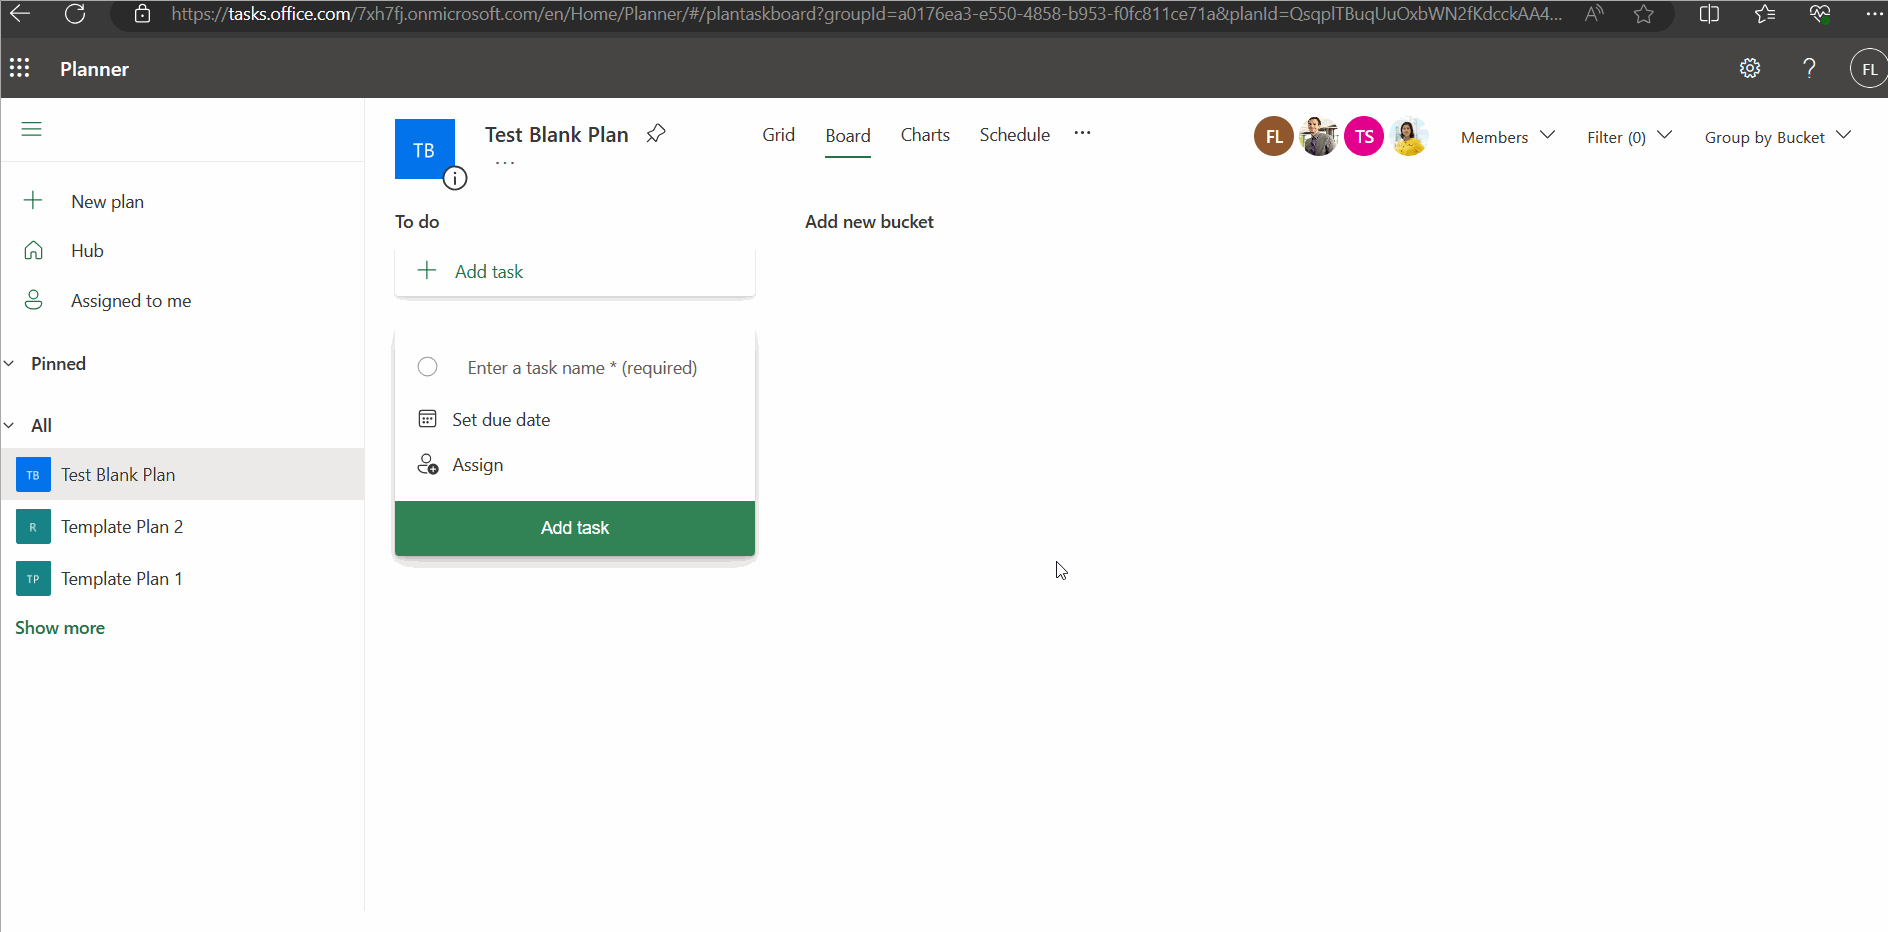 https://tasks.office.com/7xh7fj.onmicrosoft.com/en/Home/Planner/#/plantaskboard?groupId=a0176ea3-e550-4858-b953-f0fc811ce71a&planId=QsqplTBuqUuOxbWN2fKdcckAA4...
Planner
FL
TB
Test Blank Plan
...
Grid
Board
Charts
Schedule
...
FL
TS
Members
Filter (0)
Group by Bucket
New plan
Hub
Assigned to me
Pinned
All
TB Test Blank Plan
R Template Plan 2
TP Template Plan 1
Show more
To do
Add task
Enter a task name * (required)
Set due date
Assign
Add task
Add new bucket